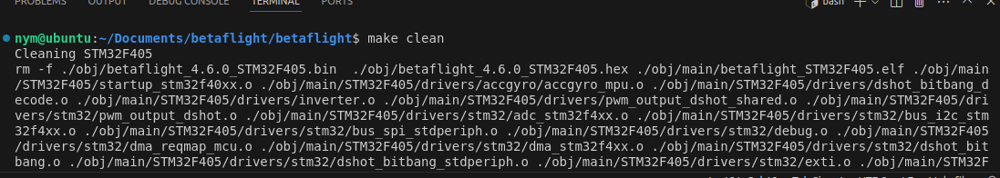 PROBLEMS OUTPUT DEBUG CONSOLE TERMINAL PORTS bash
nym@ubuntu:~/Documents/betaflight/betaflight$ make clean
Cleaning STM32F405
rm -f ./obj/betaflight_4.6.0_STM32F405.bin  ./obj/betaflight_4.6.0_STM32F405.hex ./obj/main/betaflight_STM32F405.elf ./obj/main
/STM32F405/startup_stm32f40xx.o ./obj/main/STM32F405/drivers/accgyro/accgyro_mpu.o ./obj/main/STM32F405/drivers/dshot_bitbang_d
ecode.o ./obj/main/STM32F405/drivers/inverter.o ./obj/main/STM32F405/drivers/pwm_output_dshot_shared.o ./obj/main/STM32F405/dri
vers/stm32/pwm_output_dshot.o ./obj/main/STM32F405/drivers/stm32/adc_stm32f4xx.o ./obj/main/STM32F405/drivers/stm32/bus_i2c_stm
32f4xx.o ./obj/main/STM32F405/drivers/stm32/bus_spi_stdperiph.o ./obj/main/STM32F405/drivers/stm32/debug.o ./obj/main/STM32F405
/drivers/stm32/dma_reqmap_mcu.o ./obj/main/STM32F405/drivers/stm32/dma_stm32f4xx.o ./obj/main/STM32F405/drivers/stm32/dshot_bit
bang.o ./obj/main/STM32F405/drivers/stm32/dshot_bitbang_stdperiph.o ./obj/main/STM32F405/drivers/stm32/exti.o ./obj/main/STM32F